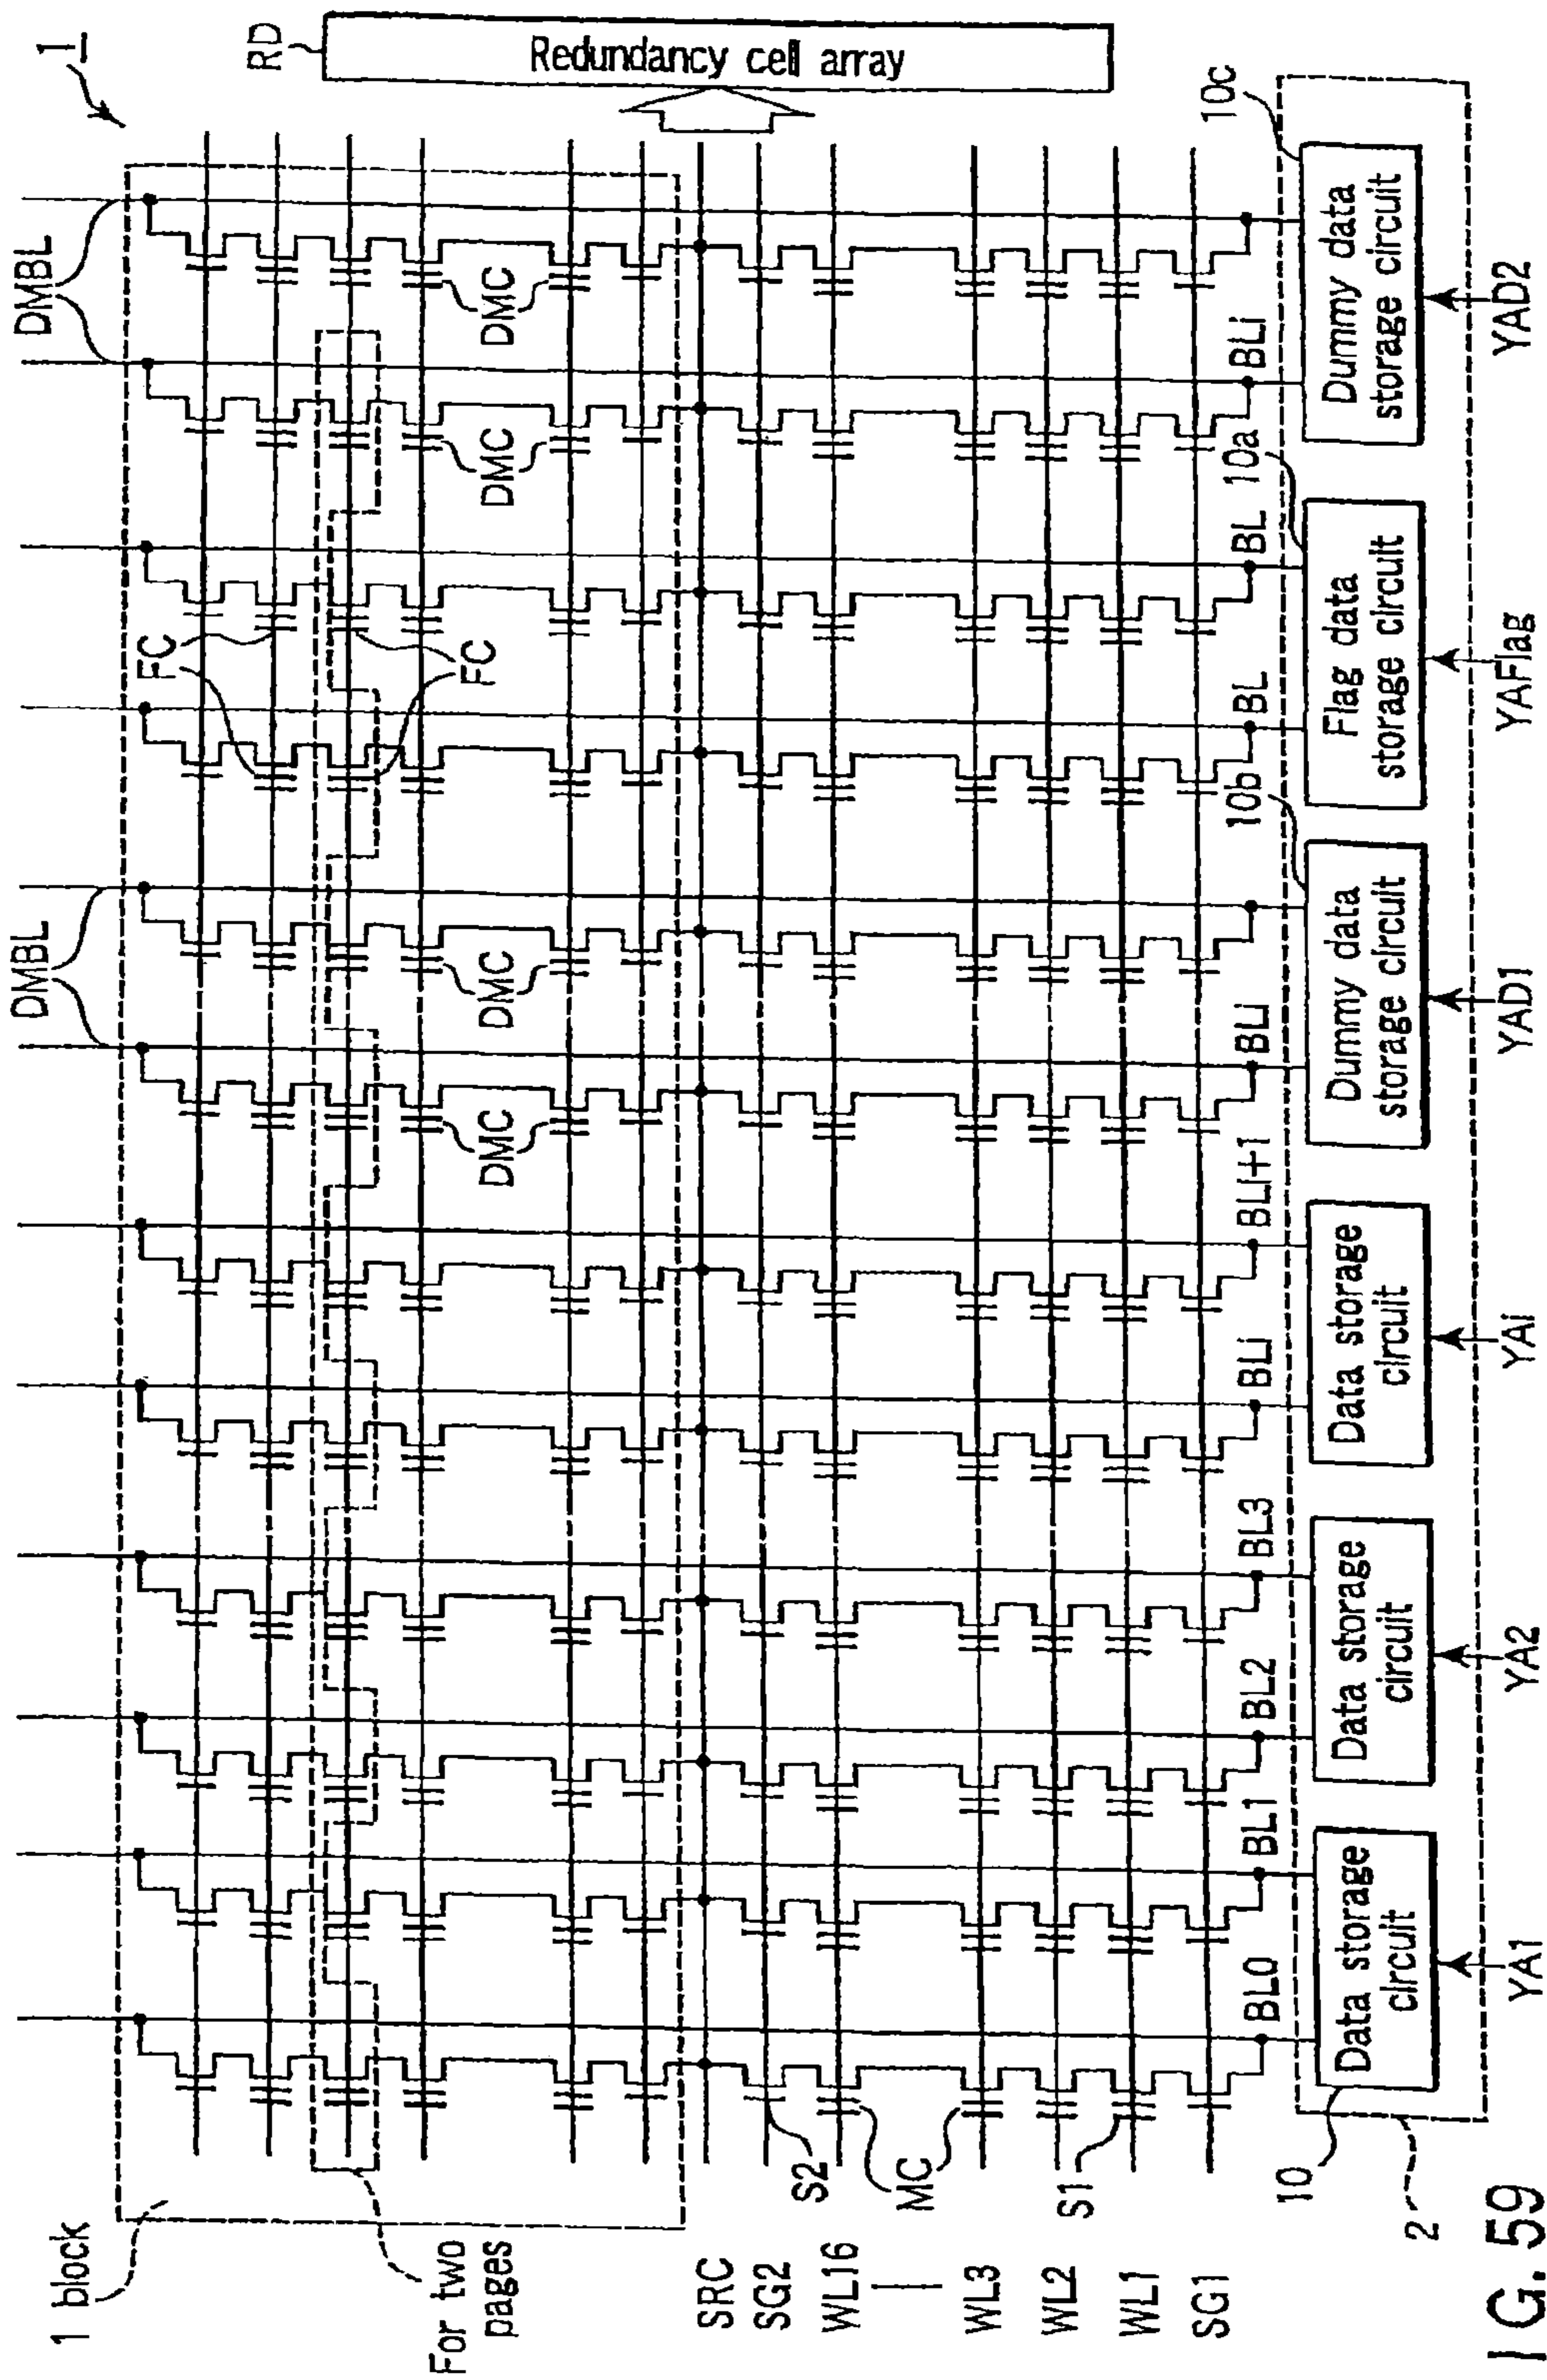 1
RD
Redundancy cell array
DMBL
DMBL
1 block
FC
FC
DMC
DMC
DMC
DMC
For two
pages
SRC
SG2
S2
WL16
MC
WL3
WL2
S1
WL1
SG1
BL0
BL1
BL2
BL3
BLi
BLi+1
BLi
BL
BL
BLi
10
10b
10a
10c
Data storage
circuit
Data storage
circuit
Data storage
circuit
Dummy data
storage circuit
Flag data
storage circuit
Dummy data
storage circuit
2
YA1
YA2
YAi
YAD1
YAFlag
YAD2
I G. 59